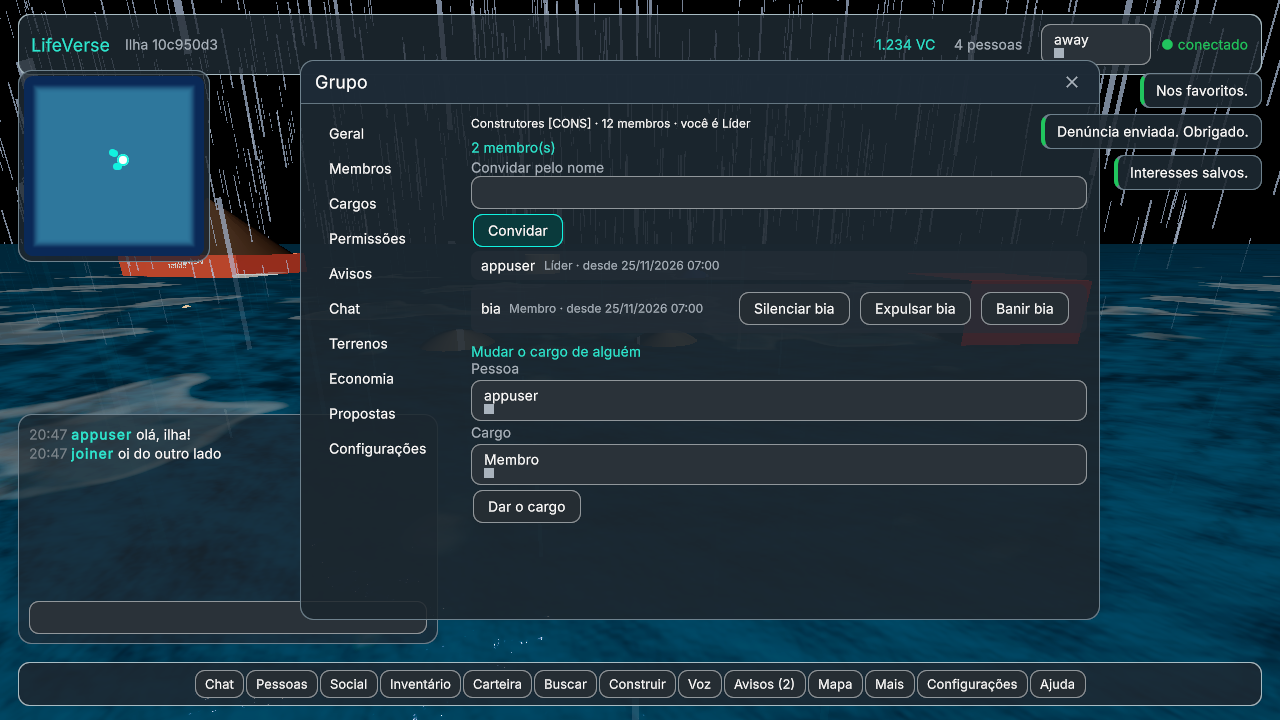 LifeVerse Ilha 10c950d3
1.234 VC 4 pessoas away conectado
Grupo
Nos favoritos.
Denúncia enviada. Obrigado.
Interesses salvos.
Geral
Membros
Cargos
Permissões
Avisos
Chat
Terrenos
Economia
Propostas
Configurações
Construtores [CONS] · 12 membros · você é Líder
2 membro(s)
Convidar pelo nome
Convidar
appuser Líder · desde 25/11/2026 07:00
bia Membro · desde 25/11/2026 07:00 Silenciar bia Expulsar bia Banir bia
Mudar o cargo de alguém
Pessoa
appuser
Cargo
Membro
Dar o cargo
20:47 appuser olá, ilha!
20:47 joiner oi do outro lado
Chat Pessoas Social Inventário Carteira Buscar Construir Voz Avisos (2) Mapa Mais Configurações Ajuda